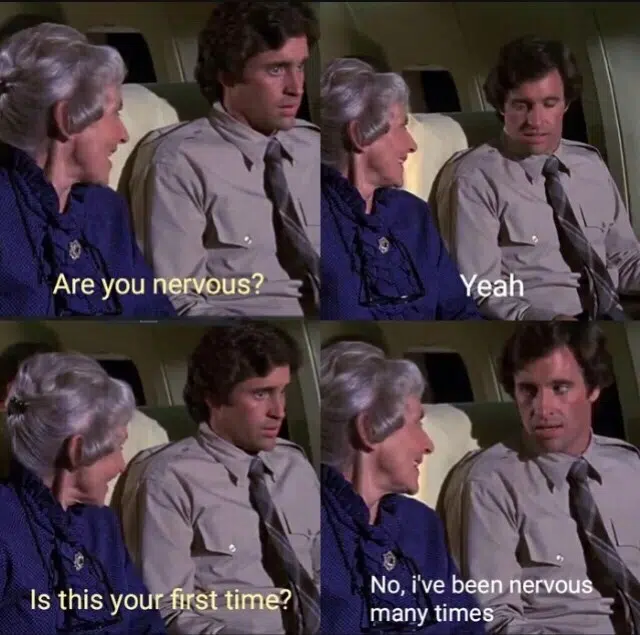 Are you nervous?
Yeah
Is this your first time?
No, i've been nervous
many times